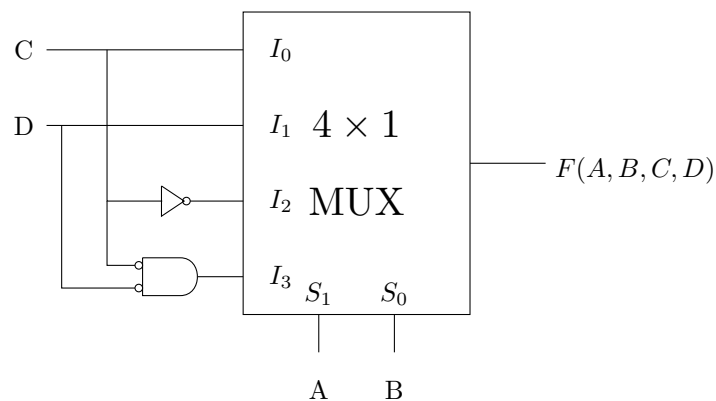 C
I₀
D
I₁
4 × 1
F(A, B, C, D)
I₂
MUX
I₃
S₁
S₀
A
B